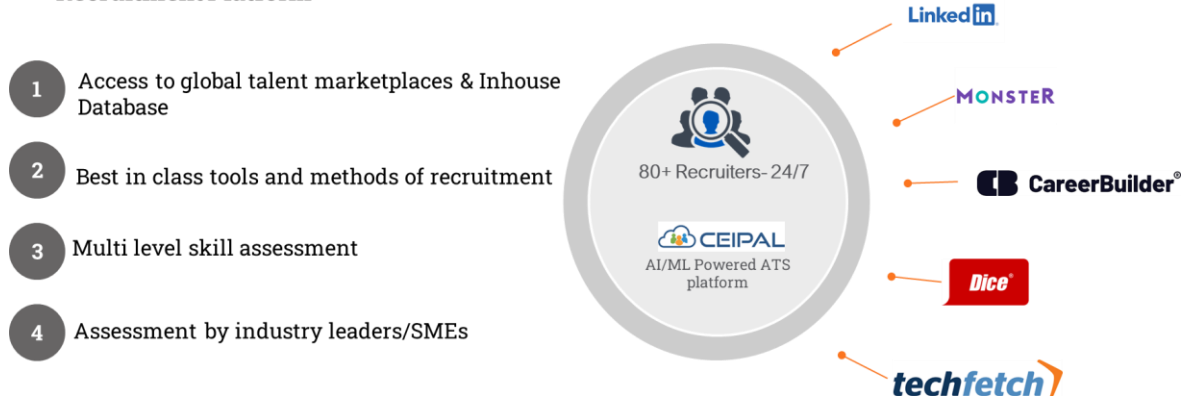 1
Access to global talent marketplaces & Inhouse
Database
2
Best in class tools and methods of recruitment
3
Multi level skill assessment
4
Assessment by industry leaders/SMEs
80+ Recruiters- 24/7
CEIPAL
AI/ML Powered ATS
platform
Linked in
MONSTER
CareerBuilder®
Dice®
techfetch